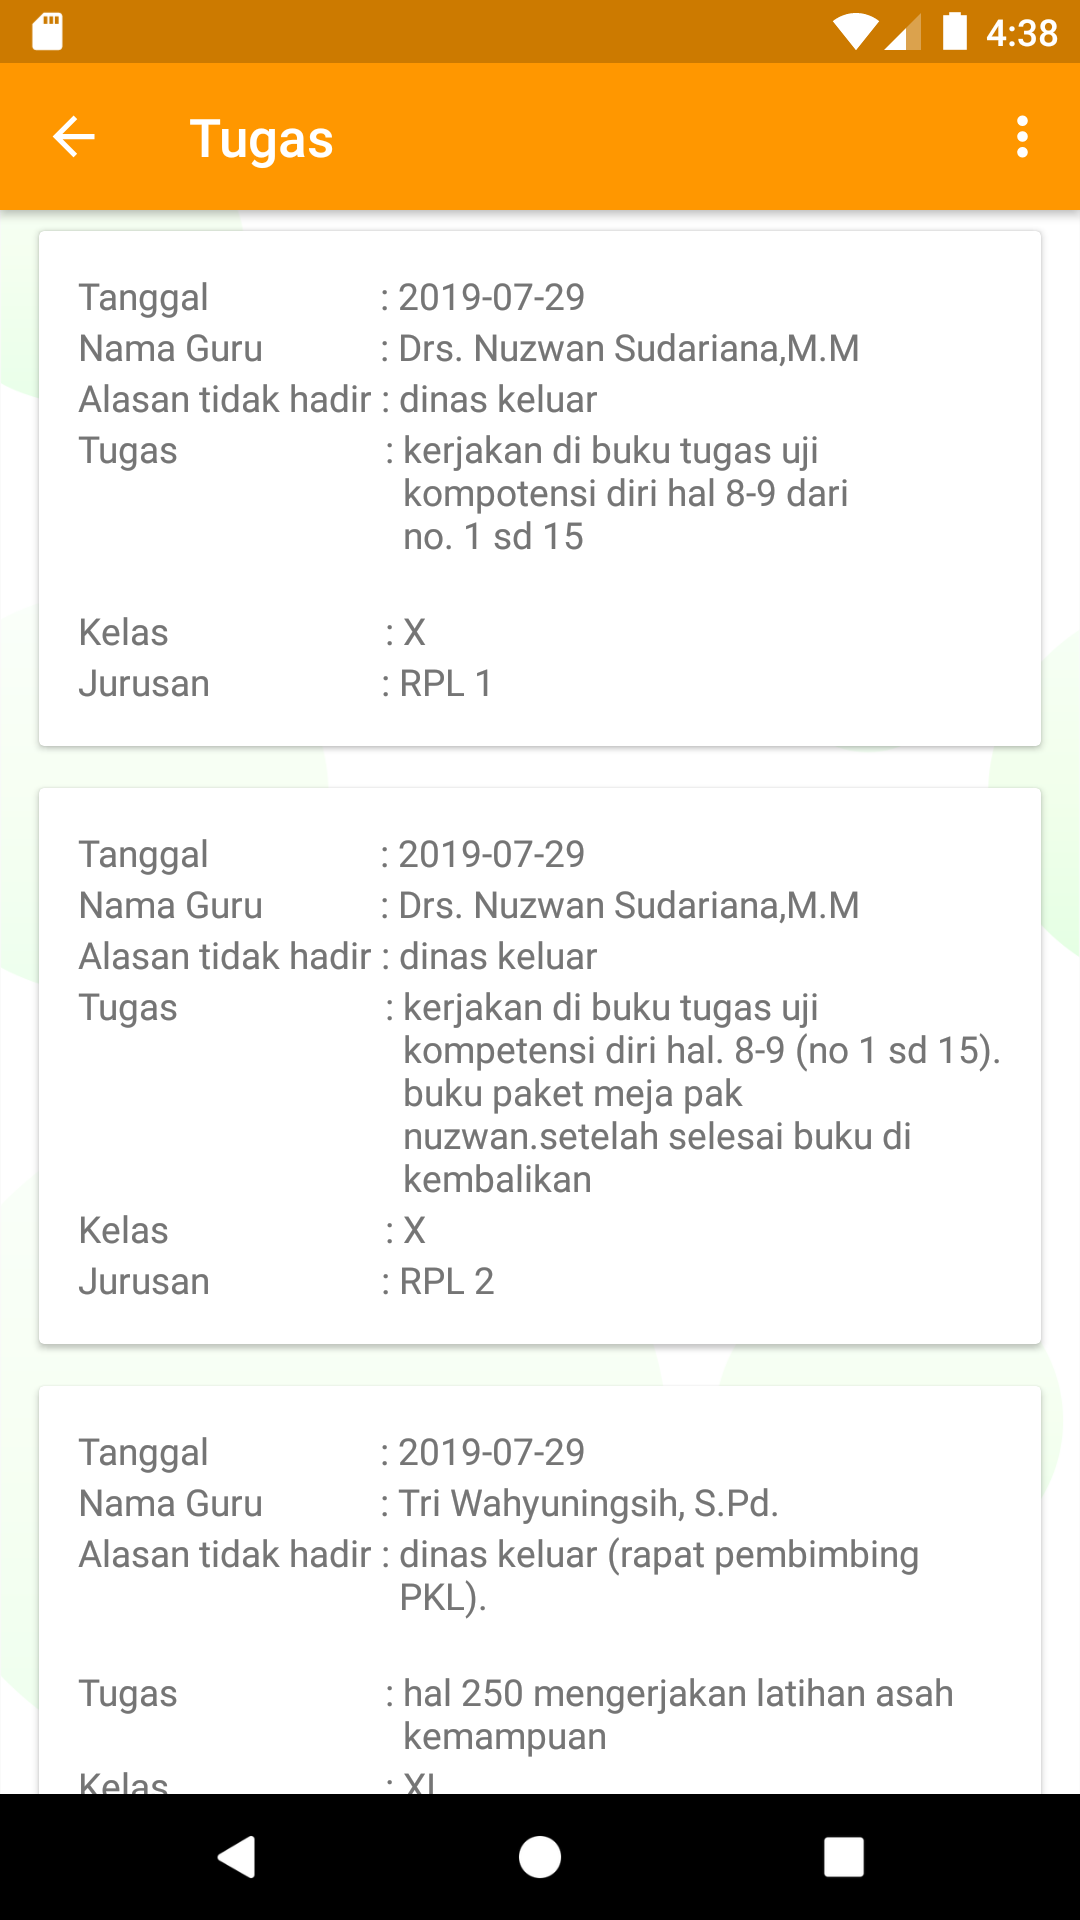 4:38
Tugas
Tanggal : 2019-07-29
Nama Guru : Drs. Nuzwan Sudariana,M.M
Alasan tidak hadir : dinas keluar
Tugas : kerjakan di buku tugas uji
kompotensi diri hal 8-9 dari
no. 1 sd 15
Kelas : X
Jurusan : RPL 1
Tanggal : 2019-07-29
Nama Guru : Drs. Nuzwan Sudariana,M.M
Alasan tidak hadir : dinas keluar
Tugas : kerjakan di buku tugas uji
kompetensi diri hal. 8-9 (no 1 sd 15).
buku paket meja pak
nuzwan.setelah selesai buku di
kembalikan
Kelas : X
Jurusan : RPL 2
Tanggal : 2019-07-29
Nama Guru : Tri Wahyuningsih, S.Pd.
Alasan tidak hadir : dinas keluar (rapat pembimbing
PKL).
Tugas : hal 250 mengerjakan latihan asah
kemampuan
Kelas : XI